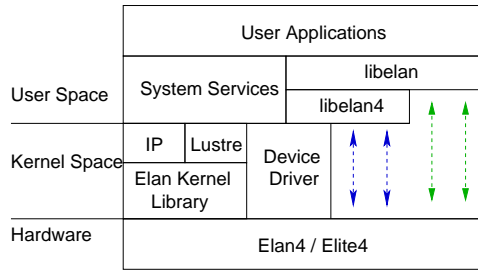 User Applications
System Services
libelan
User Space
libelan4
IP
Lustre
Device
Driver
Kernel Space
Elan Kernel
Library
Hardware
Elan4 / Elite4